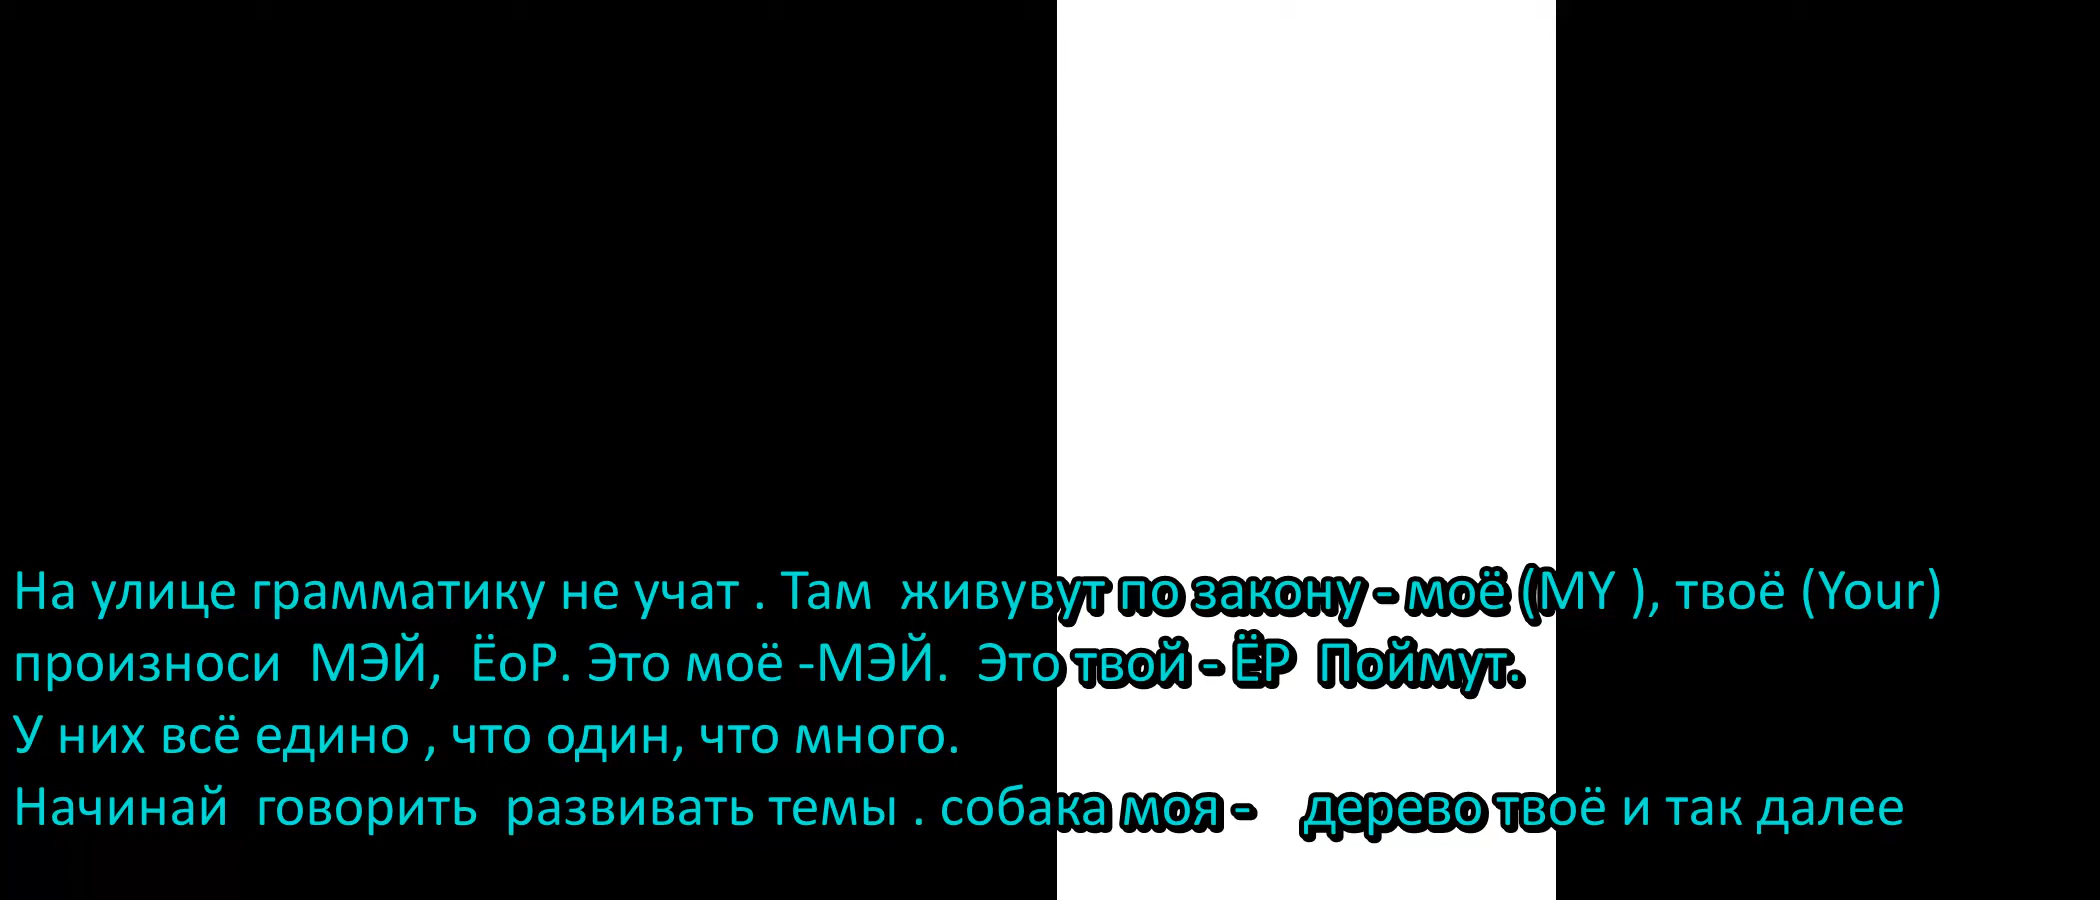 На улице грамматику не учат . Там  живувут по закону - моё (MY ), твоё (Your)
произноси  МЭЙ,  ЁоР. Это моё -МЭЙ.  Это твой - ЁР  Поймут.
У них всё едино , что один, что много.
Начинай  говорить  развивать темы . собака моя -   дерево твоё и так далее